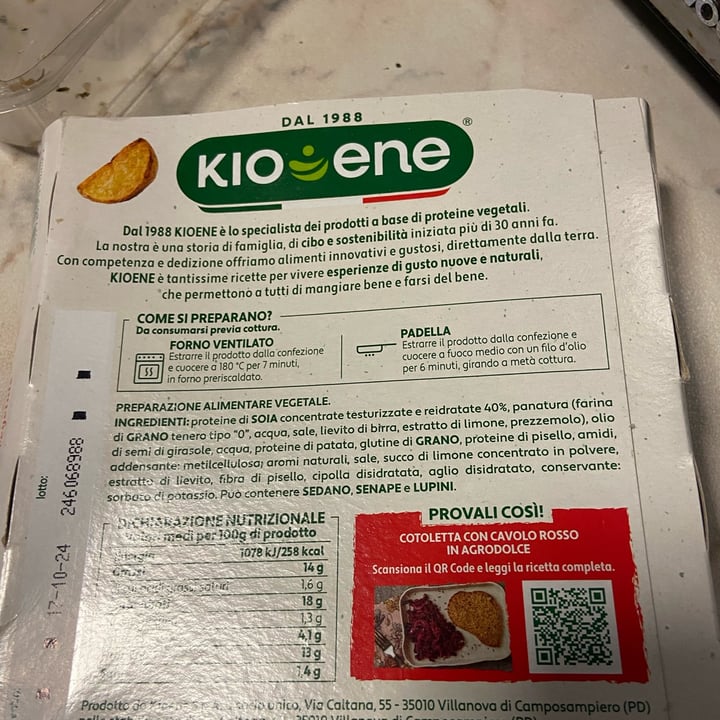 DAL 1988
KIOENE®
Dal 1988 KIOENE è lo specialista dei prodotti a base di proteine vegetali.
La nostra è una storia di famiglia, di cibo e sostenibilità iniziata più di 30 anni fa.
Con competenza e dedizione offriamo alimenti innovativi e gustosi, direttamente dalla terra.
KIOENE è tantissime ricette per vivere esperienze di gusto nuove e naturali,
che permettono a tutti di mangiare bene e farsi del bene.
COME SI PREPARANO?
Da consumarsi previa cottura.
FORNO VENTILATO
Estrarre il prodotto dalla confezione
e cuocere a 180 °C per 7 minuti,
in forno preriscaldato.
PADELLA
Estrarre il prodotto dalla confezione e
cuocere a fuoco medio con un filo d'olio
per 6 minuti, girando a metà cottura.
PREPARAZIONE ALIMENTARE VEGETALE.
INGREDIENTI: proteine di SOIA concentrate testurizzate e reidratate 40%, panatura (farina
di GRANO tenero tipo "0", acqua, sale, lievito di birra, estratto di limone, prezzemolo), olio
di semi di girasole, acqua, proteine di patata, glutine di GRANO, proteine di pisello, amidi,
addensante: metilcellulosa; aromi naturali, sale, succo di limone concentrato in polvere,
estratto di lievito, fibra di pisello, cipolla disidratata, aglio disidratato, conservante:
sorbato di potassio. Può contenere SEDANO, SENAPE e LUPINI.
lotto:
246068988
17-10-24
DICHIARAZIONE NUTRIZIONALE
Valori medi per 100g di prodotto
1078 kJ/258 kcal
14 g
1,6 g
18 g
1,3 g
4,1 g
13 g
1,4 g
PROVALI COSÌ!
COTOLETTA CON CAVOLO ROSSO
IN AGRODOLCE
Scansiona il QR Code e leggi la ricetta completa.
Prodotto da unico, Via Caltana, 55 - 35010 Villanova di Camposampiero (PD)